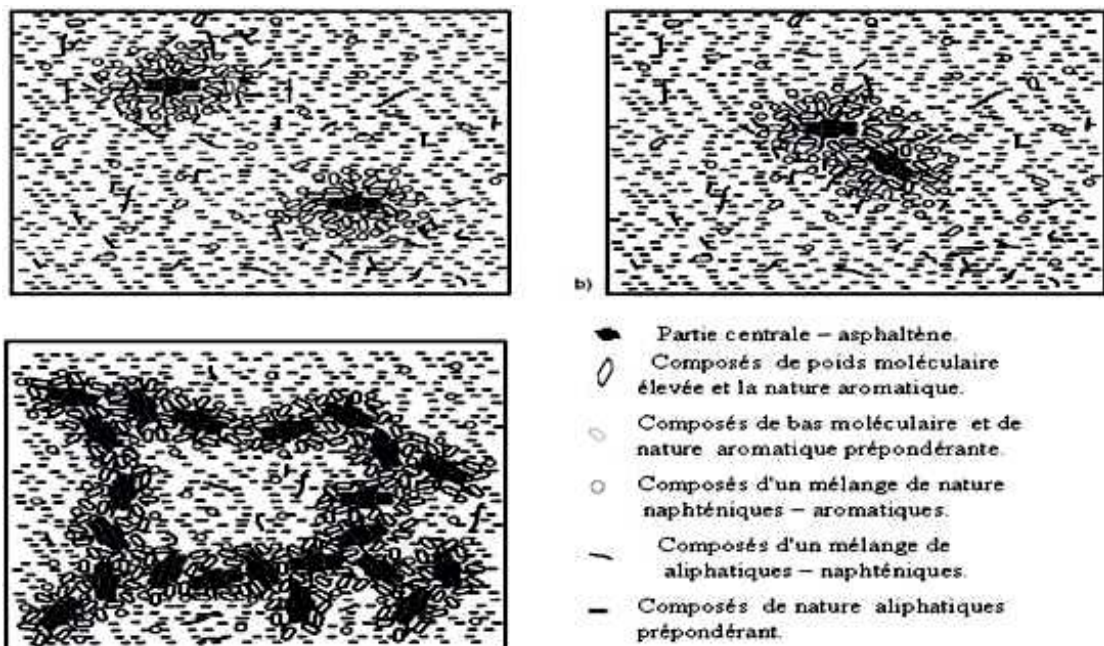 b)
Partie centrale – asphaltène.
Composés de poids moléculaire
élevée et la nature aromatique.
Composés de bas moléculaire et de
nature aromatique prépondérante.
Composés d'un mélange de nature
naphténiques – aromatiques.
Composés d'un mélange de
aliphatiques – naphténiques.
Composés de nature aliphatiques
prépondérant.